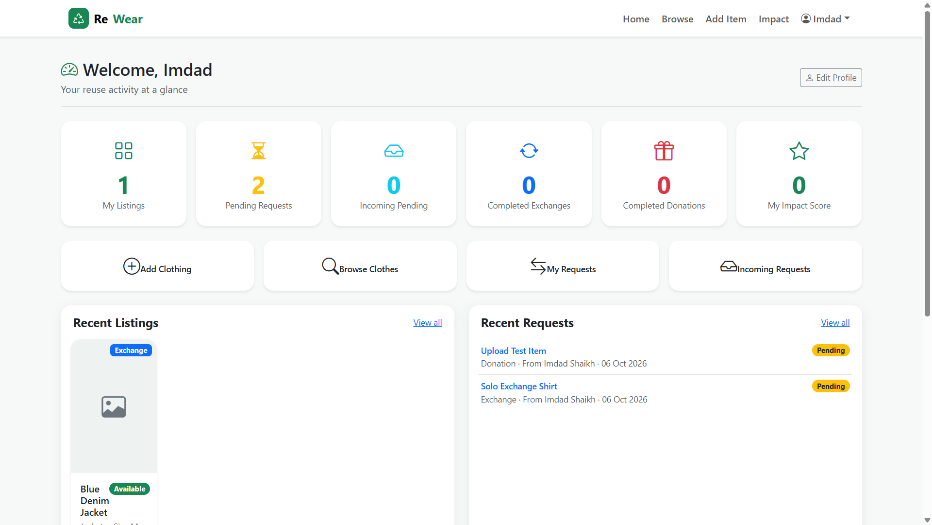 Re Wear
Home Browse Add Item Impact Imdad
Welcome, Imdad
Your reuse activity at a glance
Edit Profile
1
My Listings
2
Pending Requests
0
Incoming Pending
0
Completed Exchanges
0
Completed Donations
0
My Impact Score
Add Clothing
Browse Clothes
My Requests
Incoming Requests
Recent Listings
View all
Exchange
Blue Denim Jacket
Available
Recent Requests
View all
Upload Test Item
Pending
Donation · From Imdad Shaikh · 06 Oct 2026
Solo Exchange Shirt
Pending
Exchange · From Imdad Shaikh · 06 Oct 2026